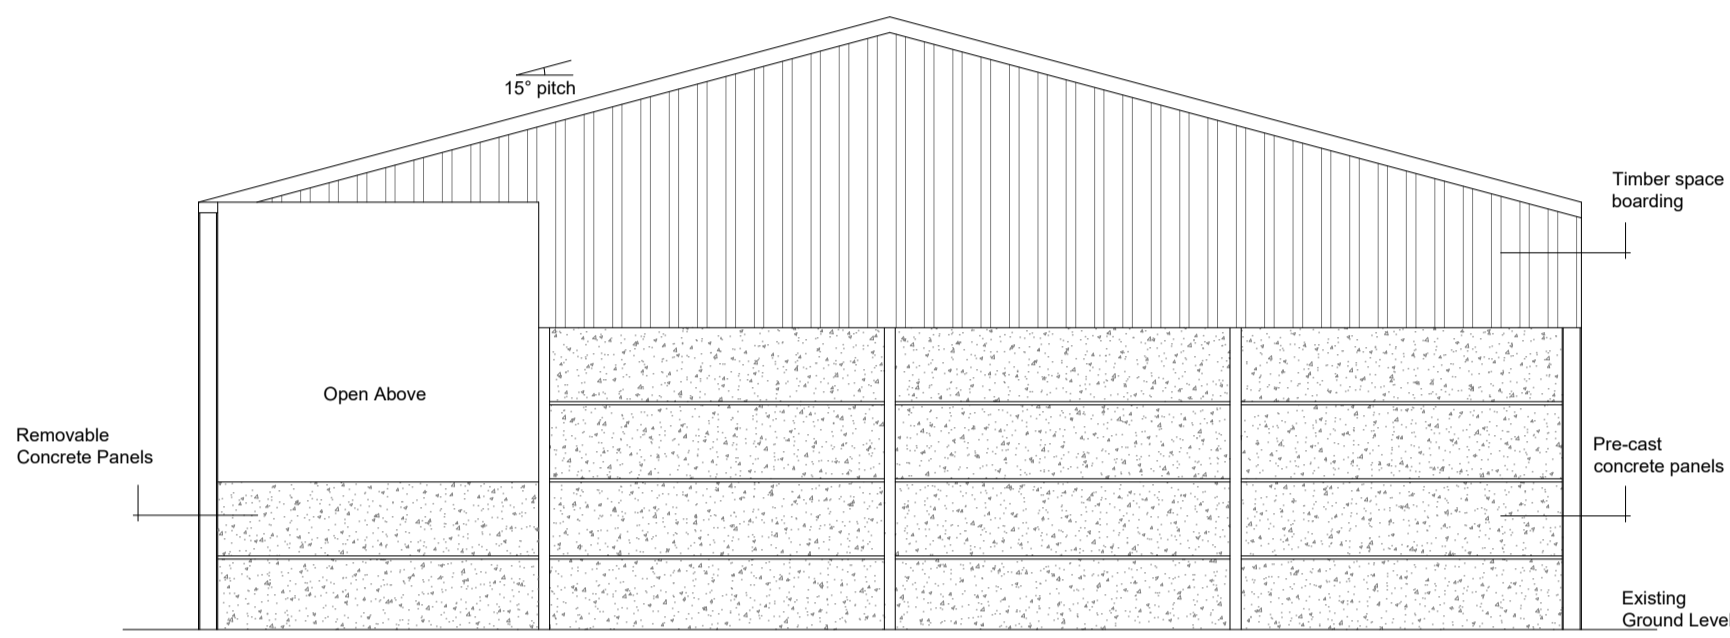 15° pitch
Timber space
boarding
Open Above
Removable
Concrete Panels
Pre-cast
concrete panels
Existing
Ground Level